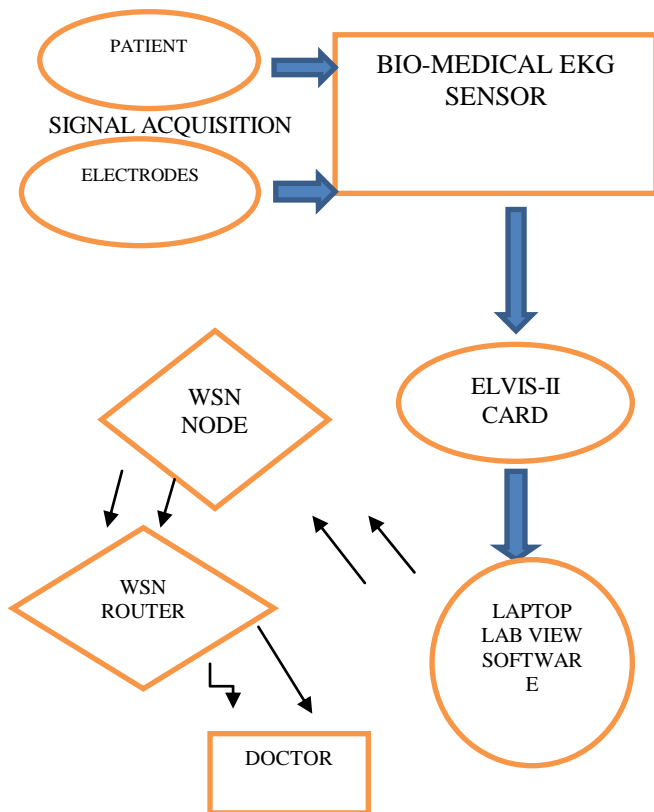 PATIENT
BIO-MEDICAL EKG
SENSOR
SIGNAL ACQUISITION
ELECTRODES
ELVIS-II
CARD
WSN
NODE
WSN
ROUTER
LAPTOP
LAB VIEW
SOFTWAR
E
DOCTOR